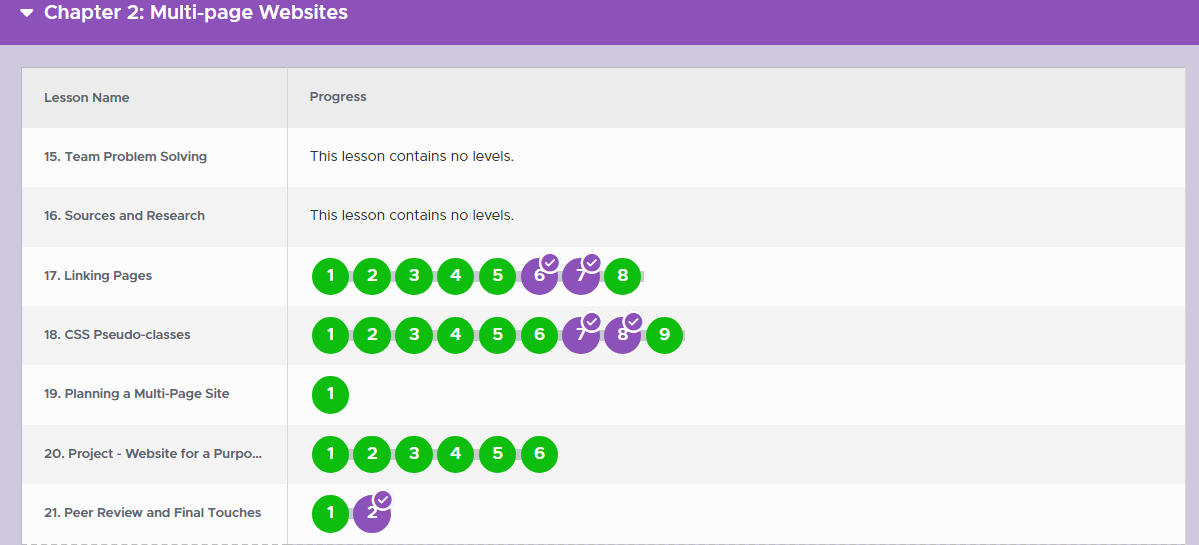 Chapter 2: Multi-page Websites
Lesson Name Progress
15. Team Problem Solving This lesson contains no levels.
16. Sources and Research This lesson contains no levels.
17. Linking Pages 1 2 3 4 5 6 7 8
18. CSS Pseudo-classes 1 2 3 4 5 6 7 8 9
19. Planning a Multi-Page Site 1
20. Project - Website for a Purpo... 1 2 3 4 5 6
21. Peer Review and Final Touches 1 2